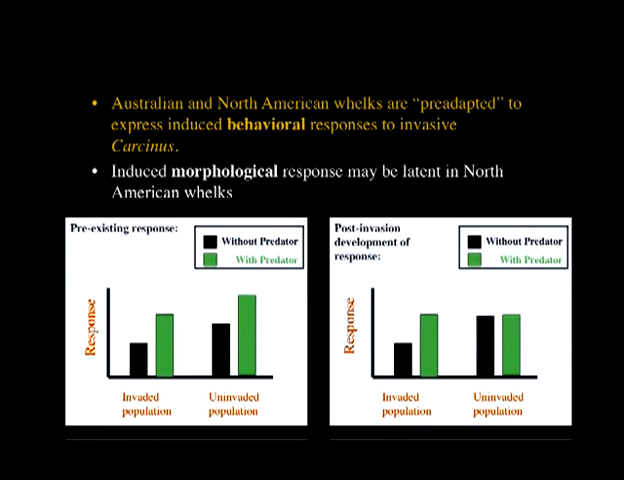 • Australian and North American whelks are “preadapted” to
express induced behavioral responses to invasive
Carcinus.
• Induced morphological response may be latent in North
American whelks
Pre-existing response:
Without Predator
With Predator
Response
Invaded
population
Uninvaded
population
Post-invasion
development of
response:
Without Predator
With Predator
Response
Invaded
population
Uninvaded
population